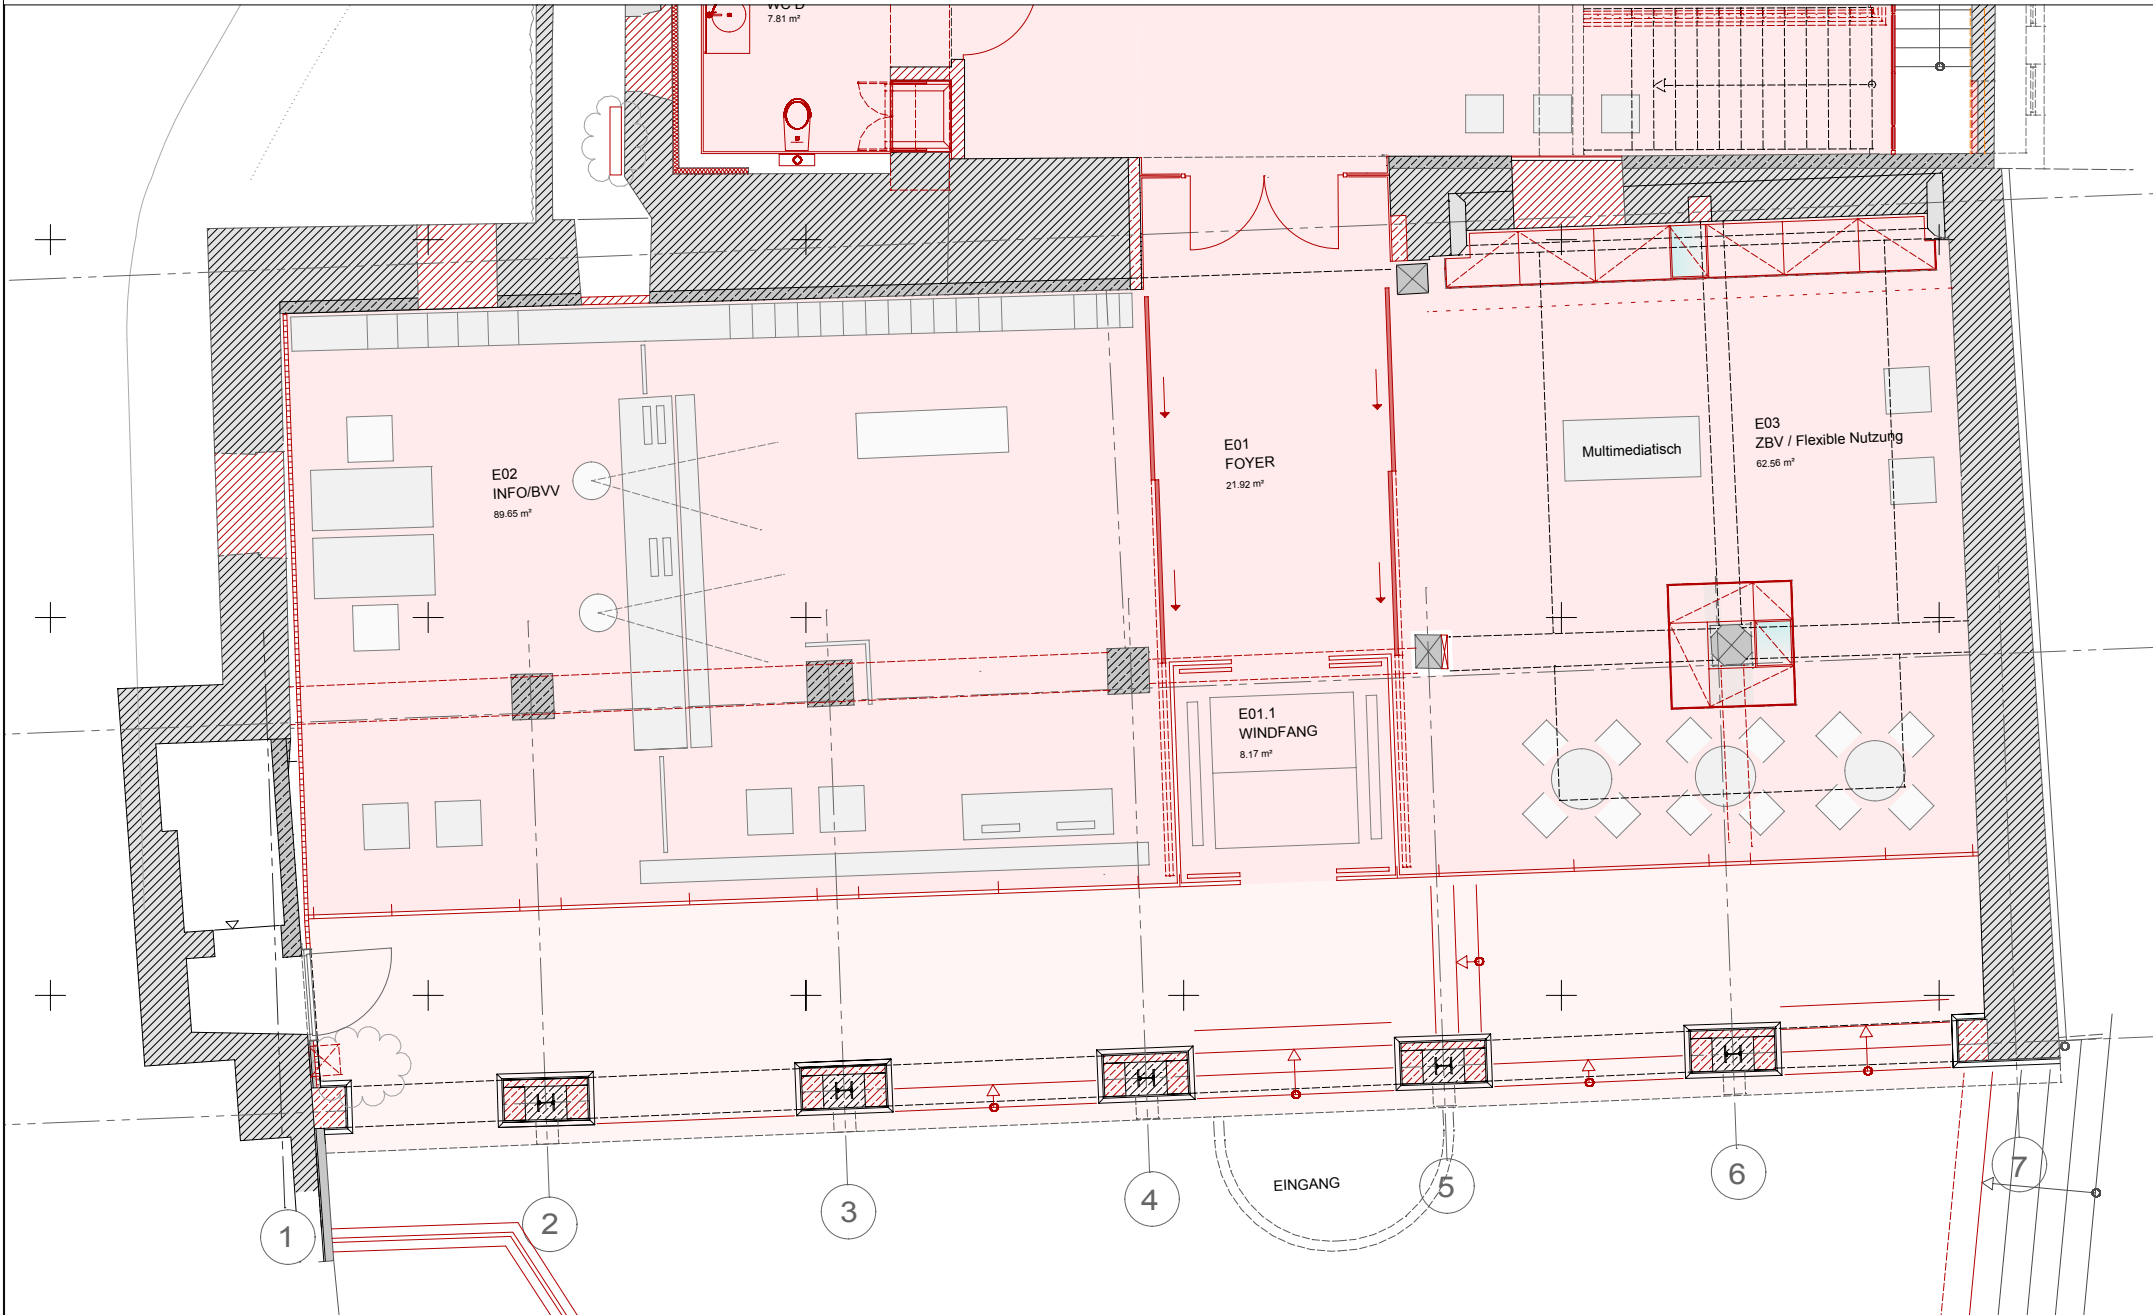 WC D
7.81 m²
E02
INFO/BVV
89.65 m²
E01
FOYER
21.92 m²
Multimediatisch
E03
ZBV / Flexible Nutzung
62.56 m²
E01.1
WINDFANG
8.17 m²
EINGANG
1
2
3
4
5
6
7